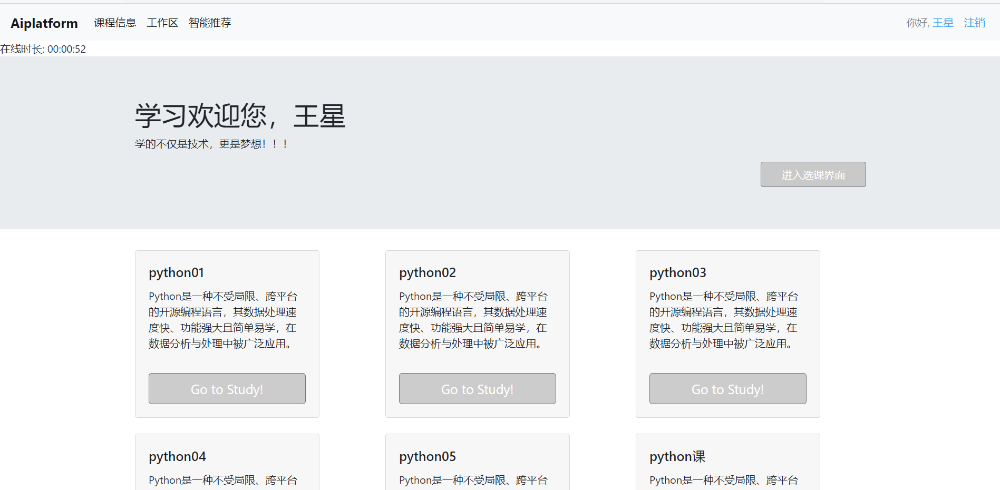 Aiplatform 课程信息 工作区 智能推荐 你好, 王星 注销
在线时长: 00:00:52
学习欢迎您，王星
学的不仅是技术，更是梦想！！！
进入选课界面
python01
Python是一种不受局限、跨平台
的开源编程语言，其数据处理速
度快、功能强大且简单易学，在
数据分析与处理中被广泛应用。
Go to Study!
python02
Python是一种不受局限、跨平台
的开源编程语言，其数据处理速
度快、功能强大且简单易学，在
数据分析与处理中被广泛应用。
Go to Study!
python03
Python是一种不受局限、跨平台
的开源编程语言，其数据处理速
度快、功能强大且简单易学，在
数据分析与处理中被广泛应用。
Go to Study!
python04
Python是一种不受局限、跨平台
python05
Python是一种不受局限、跨平台
python课
Python是一种不受局限、跨平台